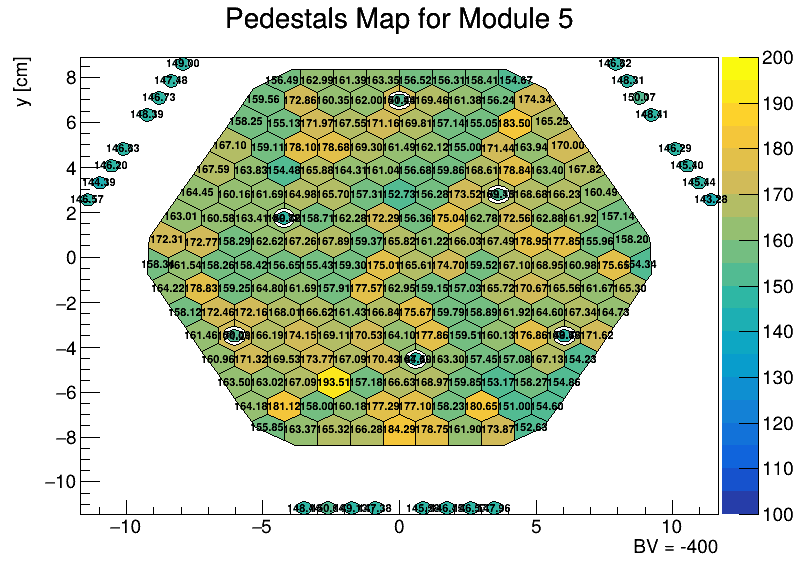 Pedestals Map for Module 5
y [cm]
149.00 146.82 200
8 156.49 162.99 161.39 163.35 156.52 156.31 158.41 154.67
147.48 148.31
159.56 172.86 160.35 162.00 169.46 161.38 156.24 174.34 190
146.73 150.07
148.39 148.41
6 158.25 155.13 171.97 167.55 171.16 169.81 157.14 155.05 183.50 165.25 180
167.10 159.11 178.10 178.68 169.30 161.49 162.12 155.00 171.44 163.94 170.00
146.83 146.29
4 146.20 167.59 163.83 154.48 165.86 164.31 161.04 156.68 159.86 168.61 178.84 163.40 167.82 145.40 170
144.39 145.44
146.57 164.45 160.16 161.69 164.98 165.70 157.31 152.73 156.28 173.52 168.68 166.23 160.49 143.28
2 163.01 160.58 163.41 158.71 162.28 172.29 156.36 175.04 162.78 172.56 162.88 161.92 157.14 160
172.31 172.77 158.29 162.62 167.26 167.89 159.37 165.82 161.22 166.03 167.49 178.95 177.85 155.96 158.20
0 158.34 161.54 158.26 158.42 156.65 155.43 159.30 175.01 165.61 174.70 159.52 167.10 168.95 160.98 175.65 154.34 150
164.22 178.83 159.25 164.80 161.69 157.91 177.57 162.95 159.15 157.03 165.72 170.67 165.56 161.67 165.30
−2 158.12 172.46 172.16 168.01 166.62 161.43 166.84 175.67 159.79 158.89 161.92 164.60 167.34 164.73 140
161.46 166.19 174.15 169.11 170.53 164.10 177.86 159.51 160.13 176.86 171.62
−4 160.96 171.32 169.53 173.77 167.09 170.43 163.30 157.45 157.08 167.13 154.23 130
163.50 163.02 167.09 193.51 157.18 166.63 168.97 159.85 153.17 158.27 154.86
−6 164.18 181.12 158.00 160.18 177.29 177.10 158.23 180.65 151.00 154.60 120
−8 155.85 163.37 165.32 166.28 184.29 178.75 161.90 173.87 152.63
−10 110
147.38 147.96 100
−10 −5 0 5 10
BV = -400